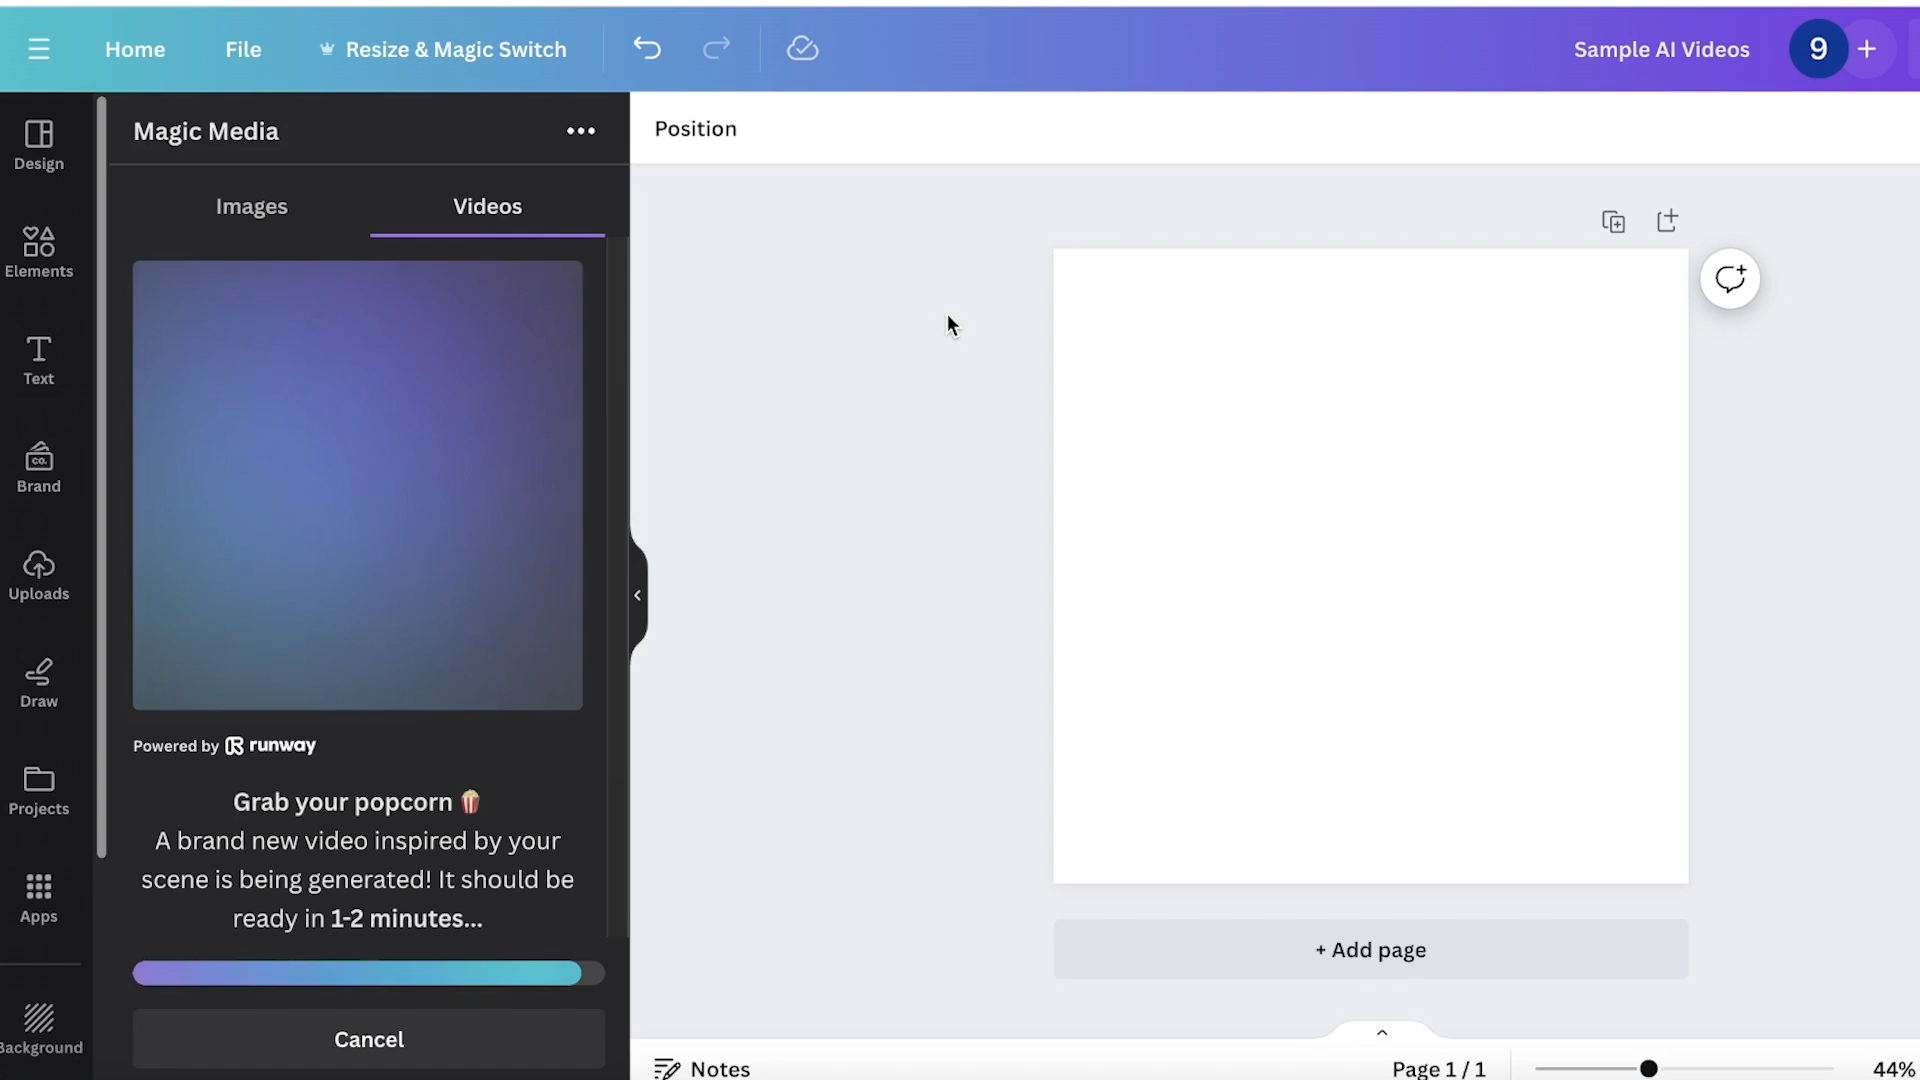 Home File Resize & Magic Switch Sample AI Videos 9 +
Magic Media
Position
Images Videos
Design
Elements
Text
Brand
CO.
Uploads
Draw
Projects
Apps
Background
Powered by runway
Grab your popcorn 🍿
A brand new video inspired by your
scene is being generated! It should be
ready in 1-2 minutes...
Cancel
+ Add page
Notes Page 1 / 1 44%